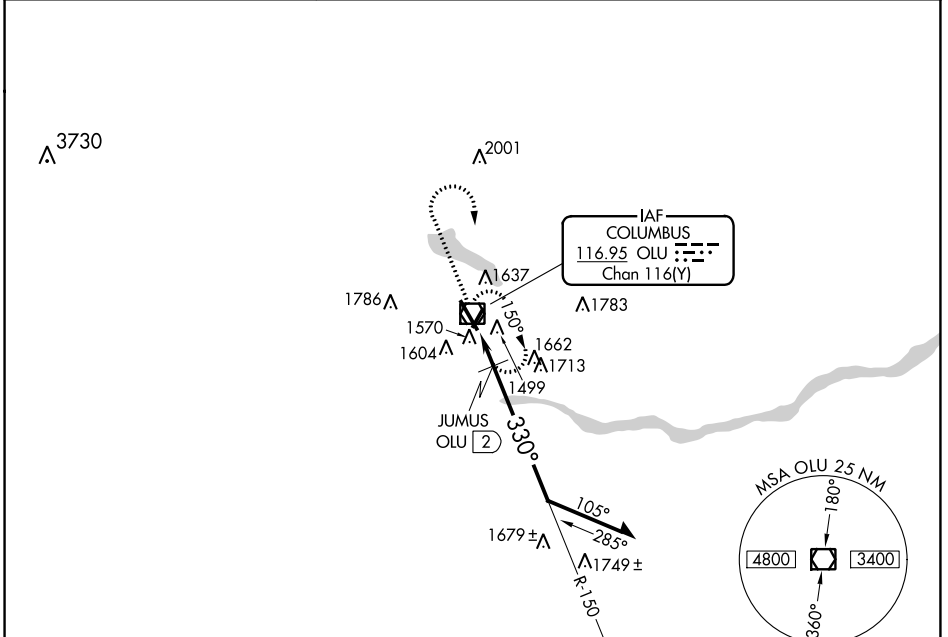 3730
2001
IAF
COLUMBUS
116.95 OLU
Chan 116(Y)
1637
1786
1783
150°
1570
1604
1662
1713
1499
JUMUS
OLU 2
330°
MSA OLU 25 NM
180°
105°
285°
1679 ±
1749 ±
4800
3400
R-150
360°